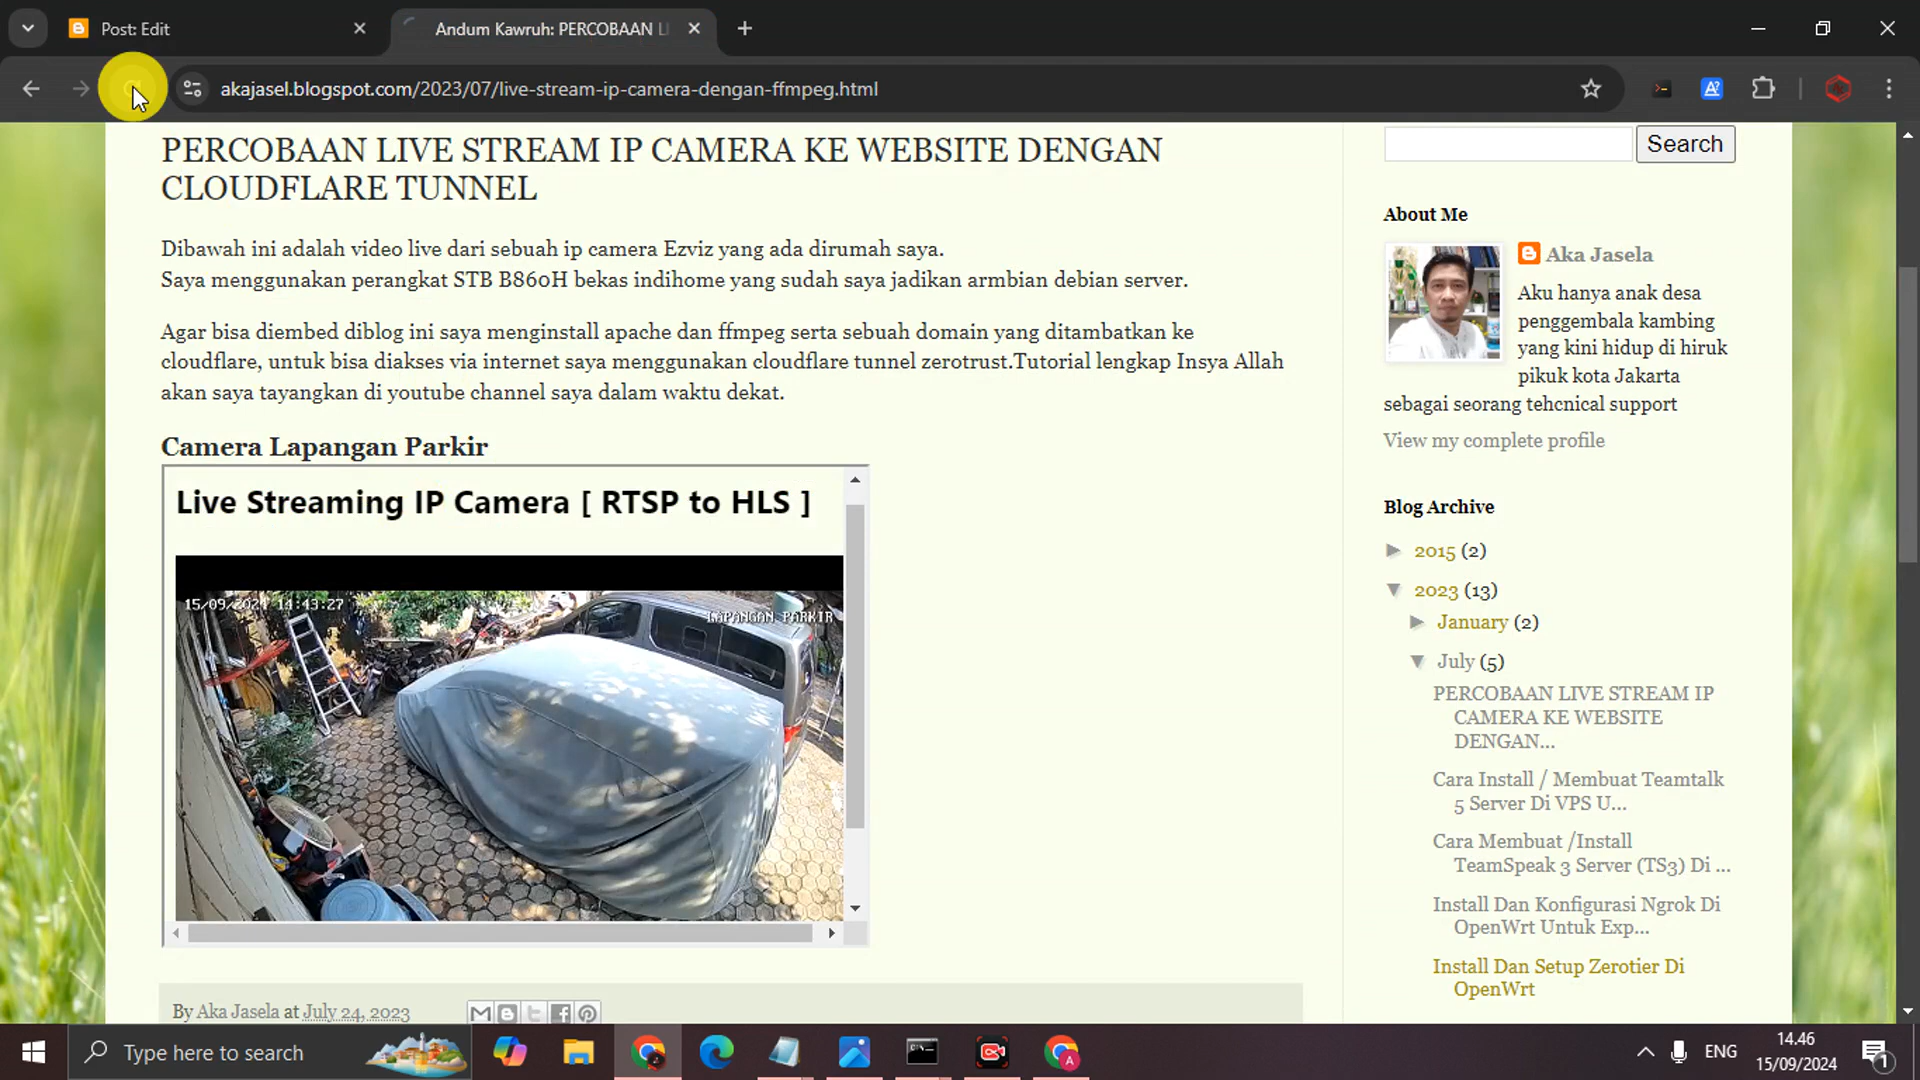 Post: Edit
Andum Kawruh: PERCOBAAN LI
akajasel.blogspot.com/2023/07/live-stream-ip-camera-dengan-ffmpeg.html
PERCOBAAN LIVE STREAM IP CAMERA KE WEBSITE DENGAN
CLOUDFLARE TUNNEL
Dibawah ini adalah video live dari sebuah ip camera Ezviz yang ada dirumah saya.
Saya menggunakan perangkat STB B860H bekas indihome yang sudah saya jadikan armbian debian server.
Agar bisa diembed diblog ini saya menginstall apache dan ffmpeg serta sebuah domain yang ditambatkan ke
cloudflare, untuk bisa diakses via internet saya menggunakan cloudflare tunnel zerotrust.Tutorial lengkap Insya Allah
akan saya tayangkan di youtube channel saya dalam waktu dekat.
Camera Lapangan Parkir
Live Streaming IP Camera [ RTSP to HLS ]
15/09/2024 14:43:27
LAPANGAN PARKIR
By Aka Jasela at July 24, 2023
Search
About Me
Aka Jasela
Aku hanya anak desa
penggembala kambing
yang kini hidup di hiruk
pikuk kota Jakarta
sebagai seorang tehcnical support
View my complete profile
Blog Archive
2015 (2)
2023 (13)
January (2)
July (5)
PERCOBAAN LIVE STREAM IP
CAMERA KE WEBSITE
DENGAN...
Cara Install / Membuat Teamtalk
5 Server Di VPS U...
Cara Membuat /Install
TeamSpeak 3 Server (TS3) Di ...
Install Dan Konfigurasi Ngrok Di
OpenWrt Untuk Exp...
Install Dan Setup Zerotier Di
OpenWrt
Type here to search
ENG
14.46
15/09/2024
1